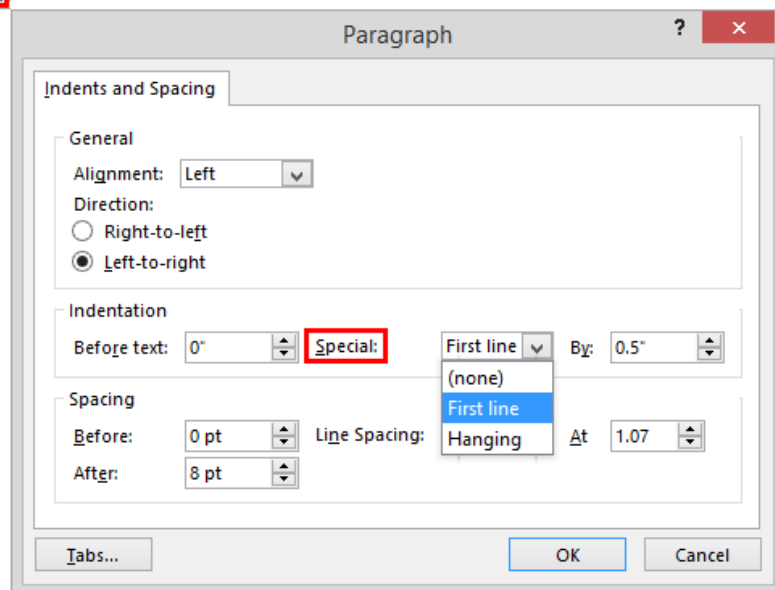 Paragraph ?
Indents and Spacing
General
Alignment: Left
Direction:
Right-to-left
Left-to-right
Indentation
Before text: 0" Special: First line By: 0.5"
(none)
First line
Hanging
Spacing
Before: 0 pt Line Spacing: At 1.07
After: 8 pt
Tabs... OK Cancel